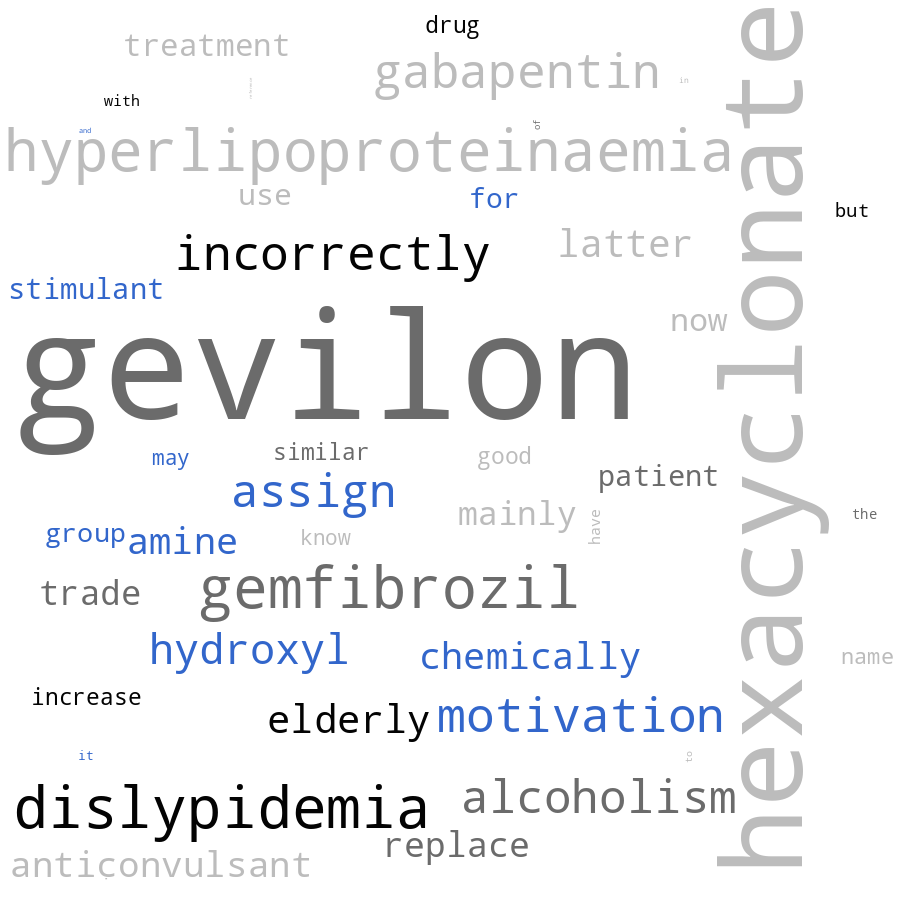 drug
treatment
gabapentin
in
with
and
of
hyperlipoproteinaemia
use
for
but
incorrectly
latter
stimulant
now
gevilon
hexacyclonate
may
similar
good
patient
assign
mainly
the
have
group
amine
know
trade
gemfibrozil
hydroxyl
chemically
name
increase
elderly
motivation
it
to
dislypidemia
alcoholism
replace
anticonvulsant